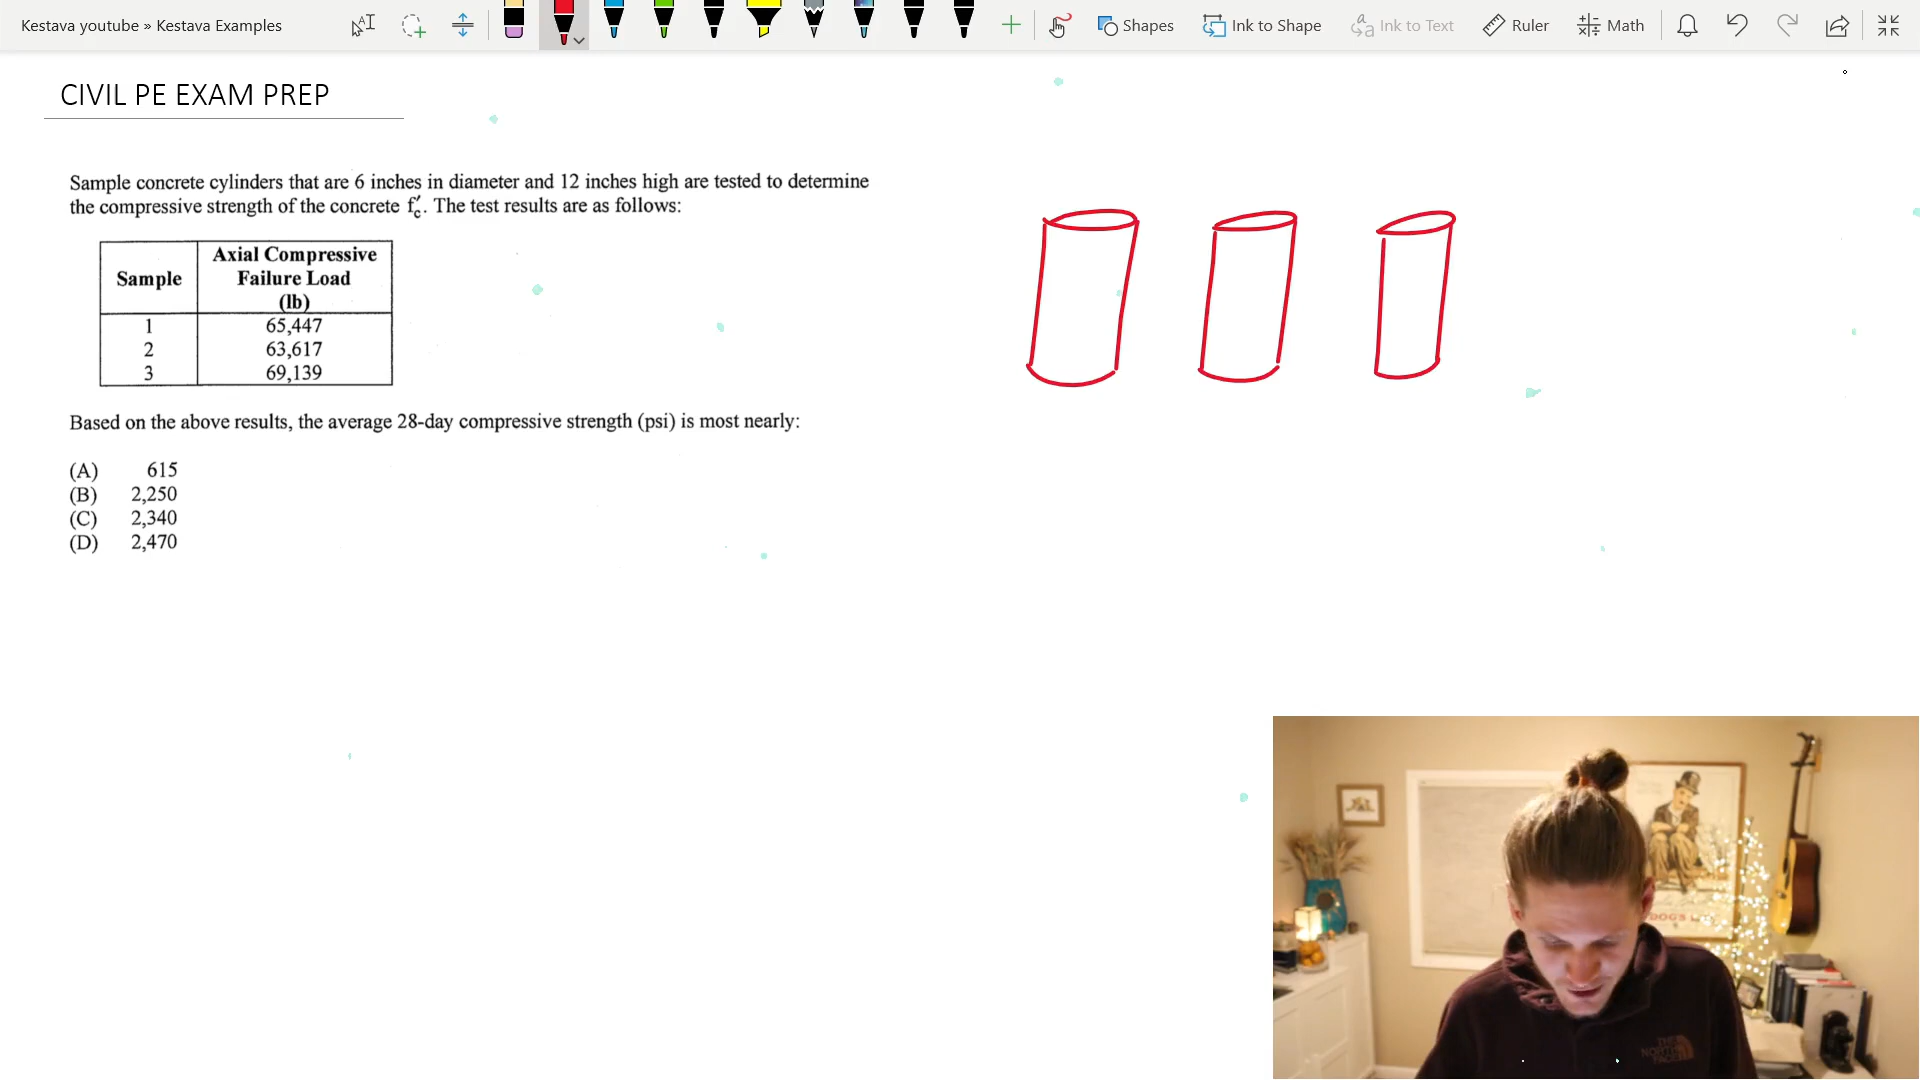 Kestava youtube » Kestava Examples
Shapes
Ink to Shape
Ink to Text
Ruler
Math
CIVIL PE EXAM PREP
Sample concrete cylinders that are 6 inches in diameter and 12 inches high are tested to determine
the compressive strength of the concrete f′c. The test results are as follows:
Sample
Axial Compressive
Failure Load
(lb)
1 65,447
2 63,617
3 69,139
Based on the above results, the average 28-day compressive strength (psi) is most nearly:
(A) 615
(B) 2,250
(C) 2,340
(D) 2,470
THE
NORTH
FACE